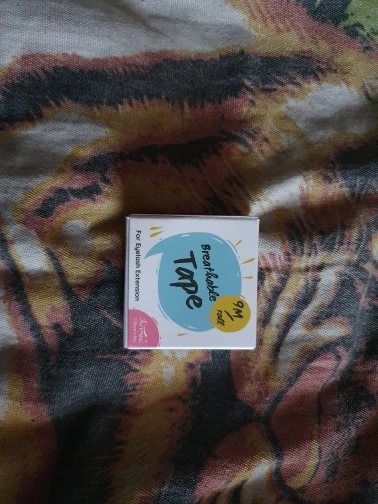 9M
roll
Breathable
Tape
For Eyelash Extension